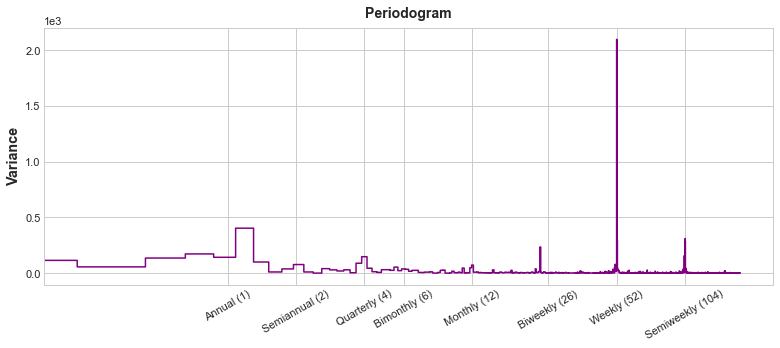 Periodogram
1e3
2.0
1.5
1.0
0.5
0.0
Variance
Annual (1)
Semiannual (2)
Quarterly (4)
Bimonthly (6)
Monthly (12)
Biweekly (26)
Weekly (52)
Semiweekly (104)